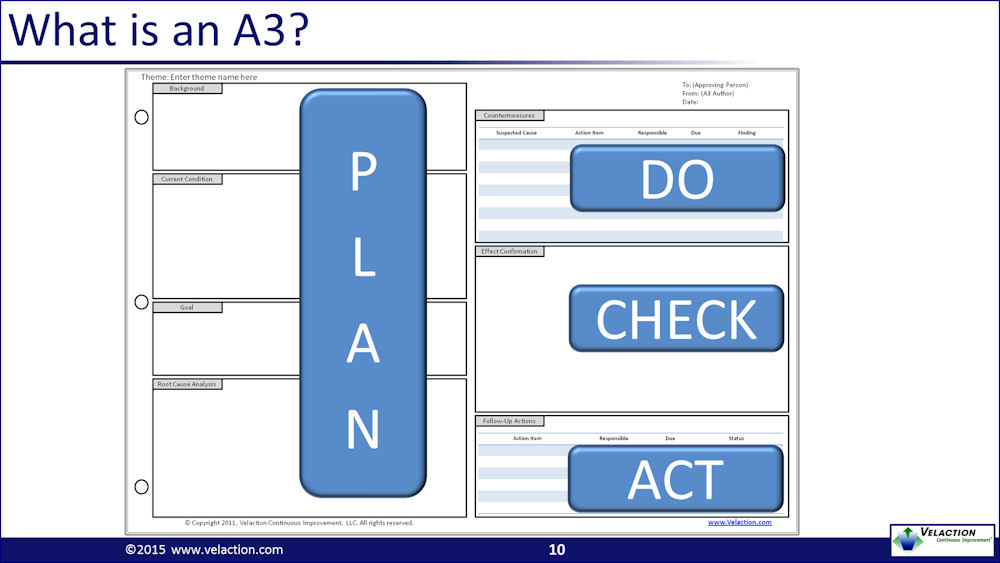 What is an A3?
Theme: Enter theme name here
To: (Approving Person)
From: (A3 Author)
Date:
Background
Current Condition
Goal
Root Cause Analysis
P
L
A
N
Countermeasures
Suspected Cause Action Item Responsible Due Finding
DO
Effect Confirmation
CHECK
Follow-Up Actions
Action Item Responsible Due Status
ACT
© Copyright 2011, Velaction Continuous Improvement, LLC. All rights reserved.
www.Velaction.com
©2015 www.velaction.com
10
VELACTION
Continuous Improvement